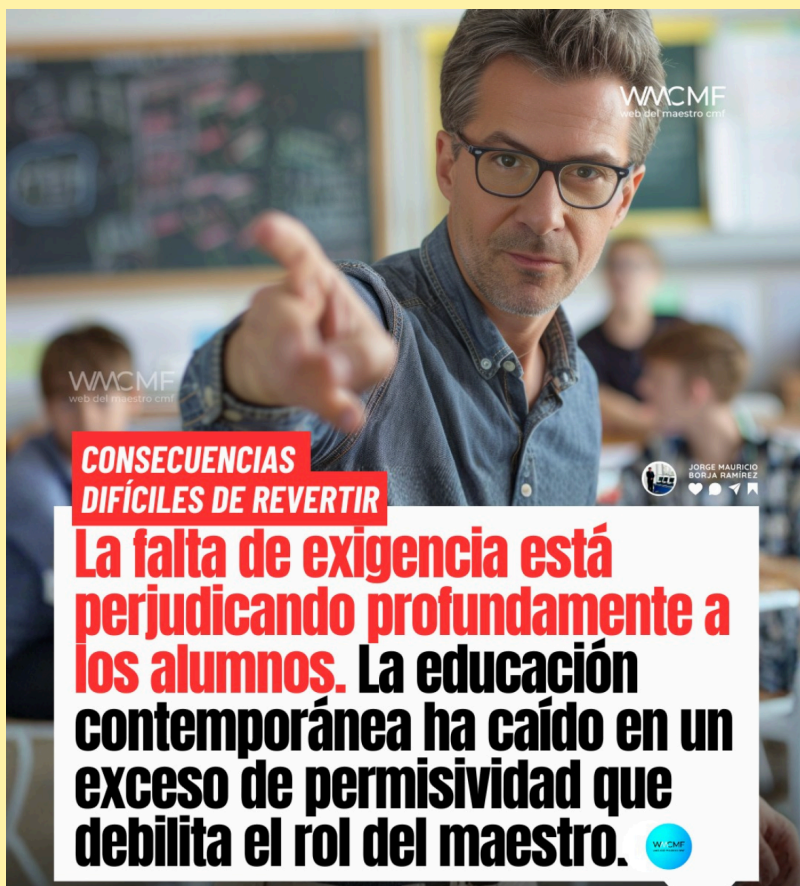 WMCMF
web del maestro cmf
WMCMF
web del maestro cmf
JORGE MAURICIO
BORJA RAMÍREZ
CONSECUENCIAS
DIFÍCILES DE REVERTIR
La falta de exigencia está
perjudicando profundamente a
los alumnos. La educación
contemporánea ha caído en un
exceso de permisividad que
debilita el rol del maestro.
WMCMF